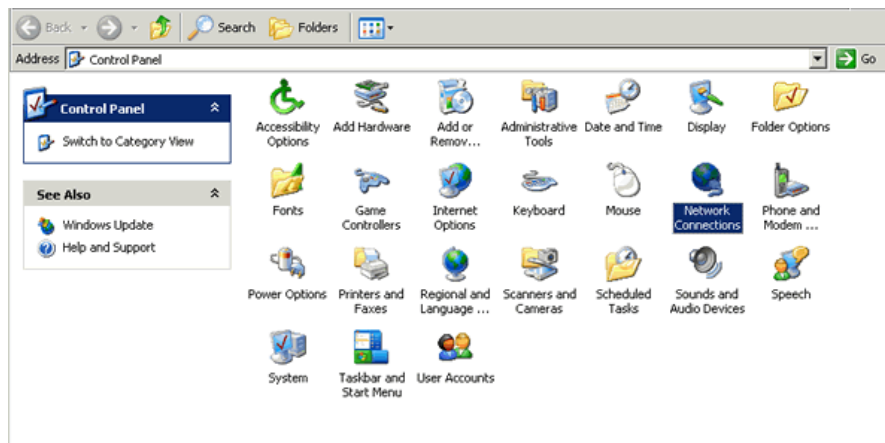 Back Search Folders
Address Control Panel Go
Control Panel
Switch to Category View
See Also
Windows Update
Help and Support
Accessibility
Options
Add Hardware
Add or
Remov...
Administrative
Tools
Date and Time
Display
Folder Options
Fonts
Game
Controllers
Internet
Options
Keyboard
Mouse
Network
Connections
Phone and
Modem ...
Power Options
Printers and
Faxes
Regional and
Language ...
Scanners and
Cameras
Scheduled
Tasks
Sounds and
Audio Devices
Speech
System
Taskbar and
Start Menu
User Accounts